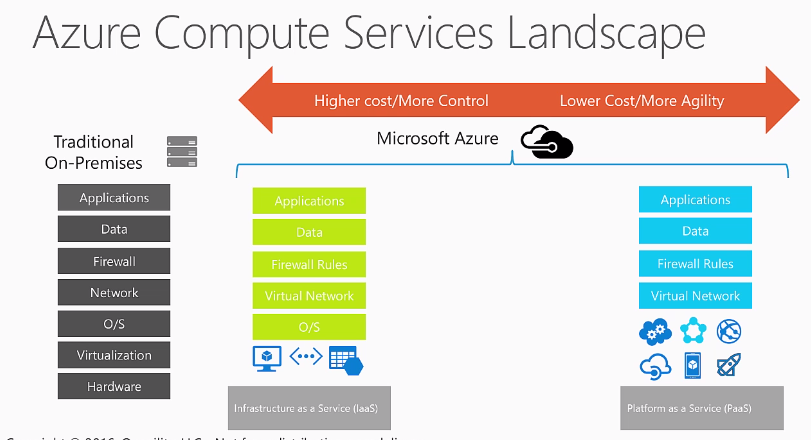 Azure Compute Services Landscape
Higher cost/More Control
Lower Cost/More Agility
Traditional
On-Premises
Microsoft Azure
Applications
Data
Firewall
Network
O/S
Virtualization
Hardware
Applications
Data
Firewall Rules
Virtual Network
O/S
Infrastructure as a Service (IaaS)
Applications
Data
Firewall Rules
Virtual Network
Platform as a Service (PaaS)